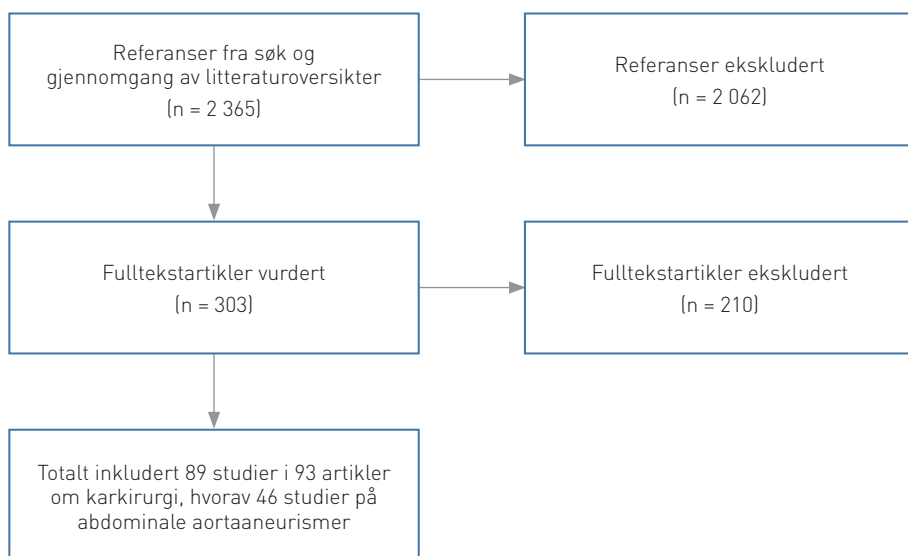 Referanser fra søk og
gjennomgang av litteraturoversikter
(n = 2 365)
Referanser ekskludert
(n = 2 062)
Fulltekstartikler vurdert
(n = 303)
Fulltekstartikler ekskludert
(n = 210)
Totalt inkludert 89 studier i 93 artikler
om karkirurgi, hvorav 46 studier på
abdominale aortaaneurismer